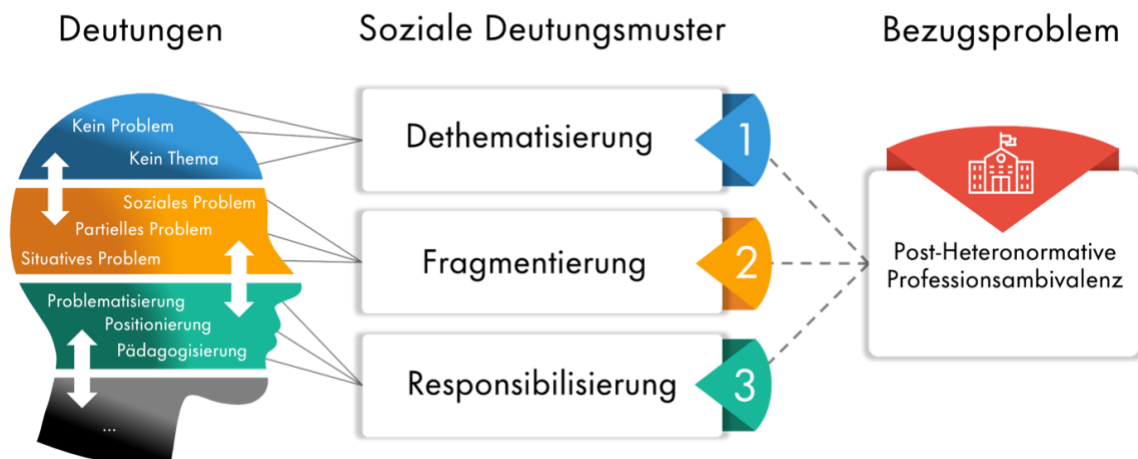 Deutungen
Soziale Deutungsmuster
Bezugsproblem
Kein Problem
Kein Thema
Soziales Problem
Partielles Problem
Situatives Problem
Problematisierung
Positionierung
Pädagogisierung
...
Dethematisierung
1
Fragmentierung
2
Responsibilisierung
3
Post-Heteronormative
Professionsambivalenz